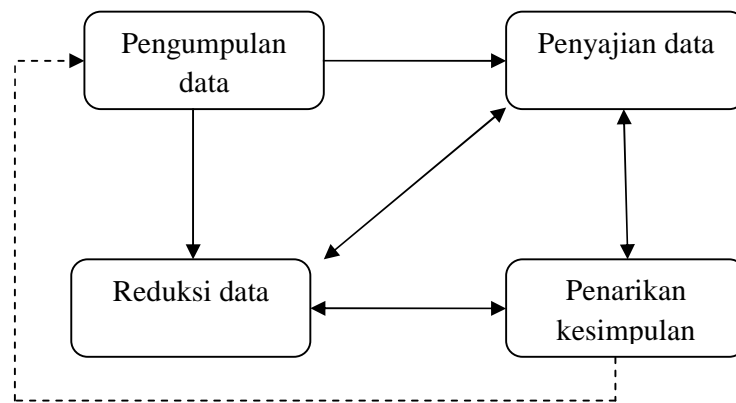 Pengumpulan
data
Penyajian data
Reduksi data
Penarikan
kesimpulan